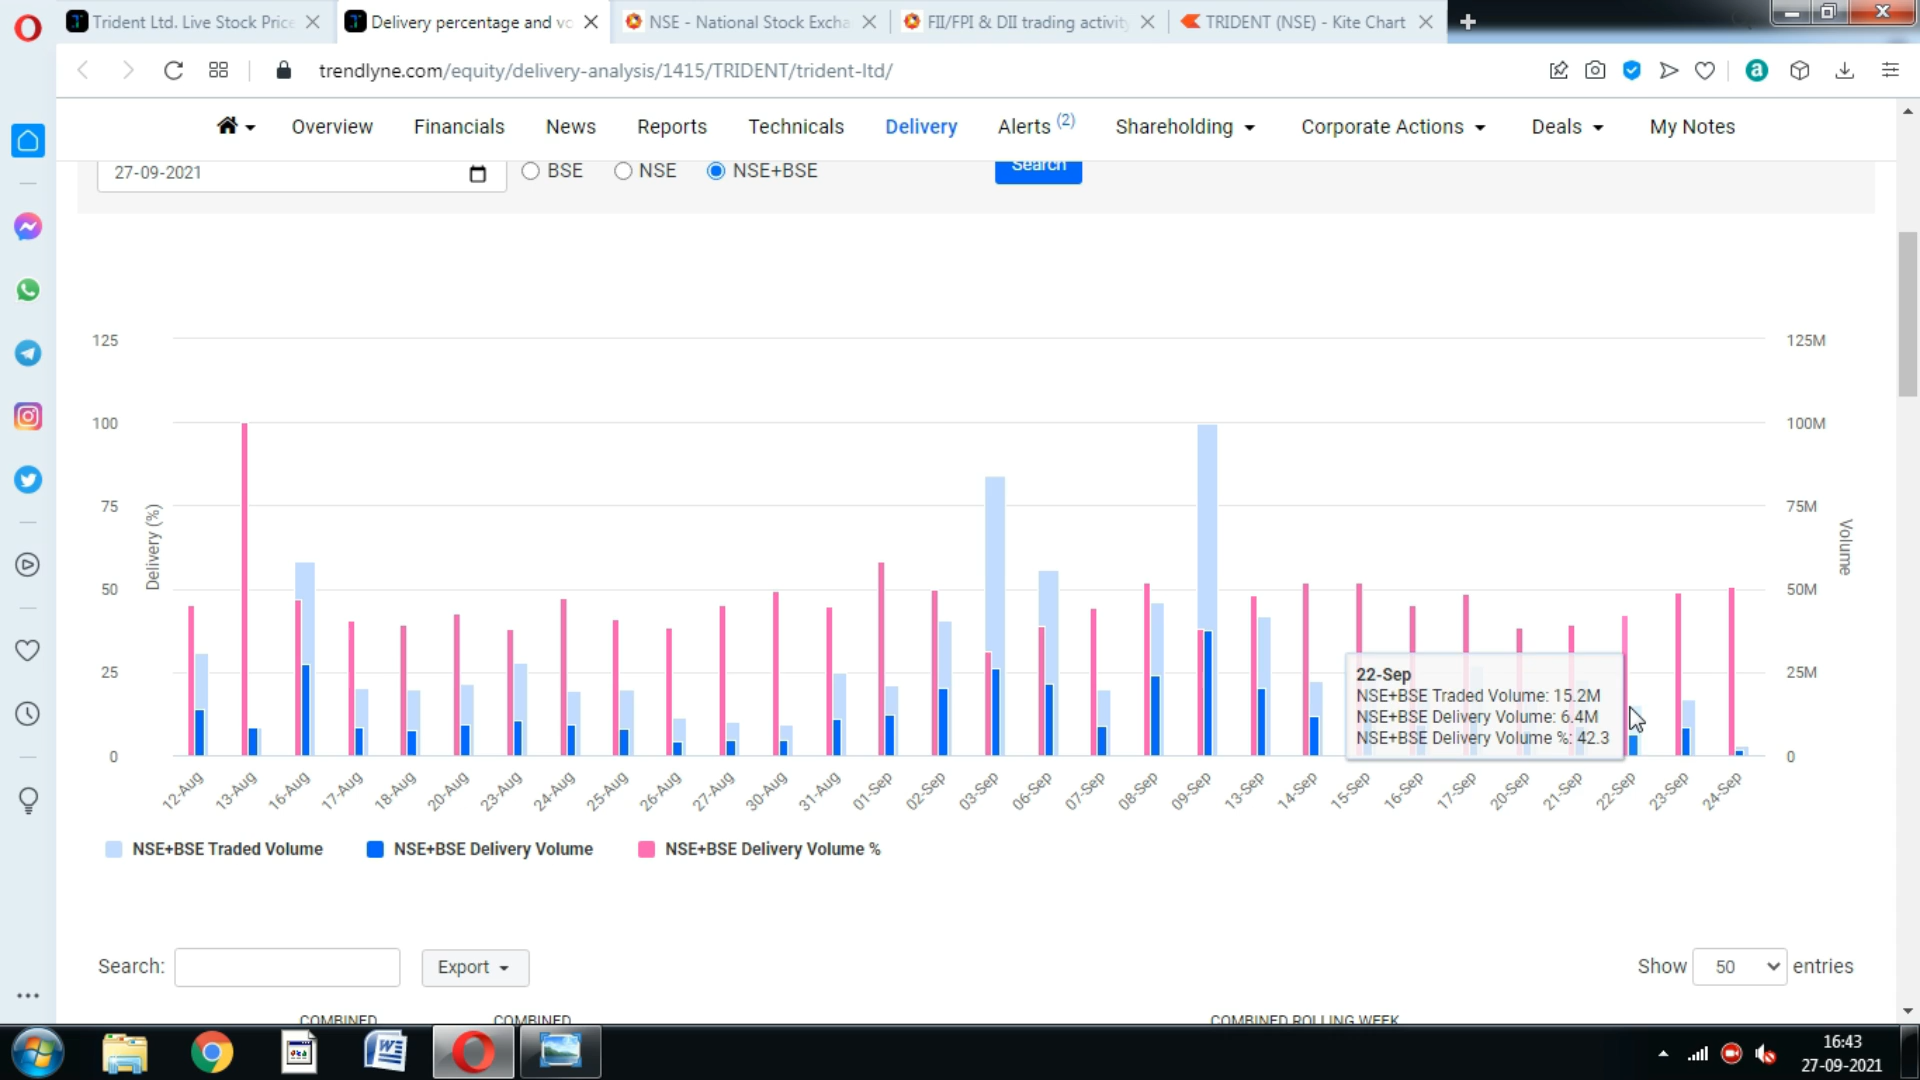 Trident Ltd. Live Stock Price
Delivery percentage and vo
NSE - National Stock Excha
FII/FPI & DII trading activity
TRIDENT (NSE) - Kite Chart
trendlyne.com/equity/delivery-analysis/1415/TRIDENT/trident-ltd/
Overview Financials News Reports Technicals Delivery Alerts (2) Shareholding Corporate Actions Deals My Notes
27-09-2021 BSE NSE NSE+BSE Search
125 125M
100 100M
75 75M
50 50M
25 25M
0 0
Delivery (%)
Volume
22-Sep
NSE+BSE Traded Volume: 15.2M
NSE+BSE Delivery Volume: 6.4M
NSE+BSE Delivery Volume %: 42.3
12-Aug 13-Aug 16-Aug 17-Aug 18-Aug 20-Aug 23-Aug 24-Aug 25-Aug 26-Aug 27-Aug 30-Aug 31-Aug 01-Sep 02-Sep 03-Sep 06-Sep 07-Sep 08-Sep 09-Sep 13-Sep 14-Sep 15-Sep 16-Sep 17-Sep 20-Sep 21-Sep 22-Sep 23-Sep 24-Sep
NSE+BSE Traded Volume NSE+BSE Delivery Volume NSE+BSE Delivery Volume %
Search: Export Show 50 entries
COMBINED COMBINED COMBINED ROLLING WEEK
16:43
27-09-2021